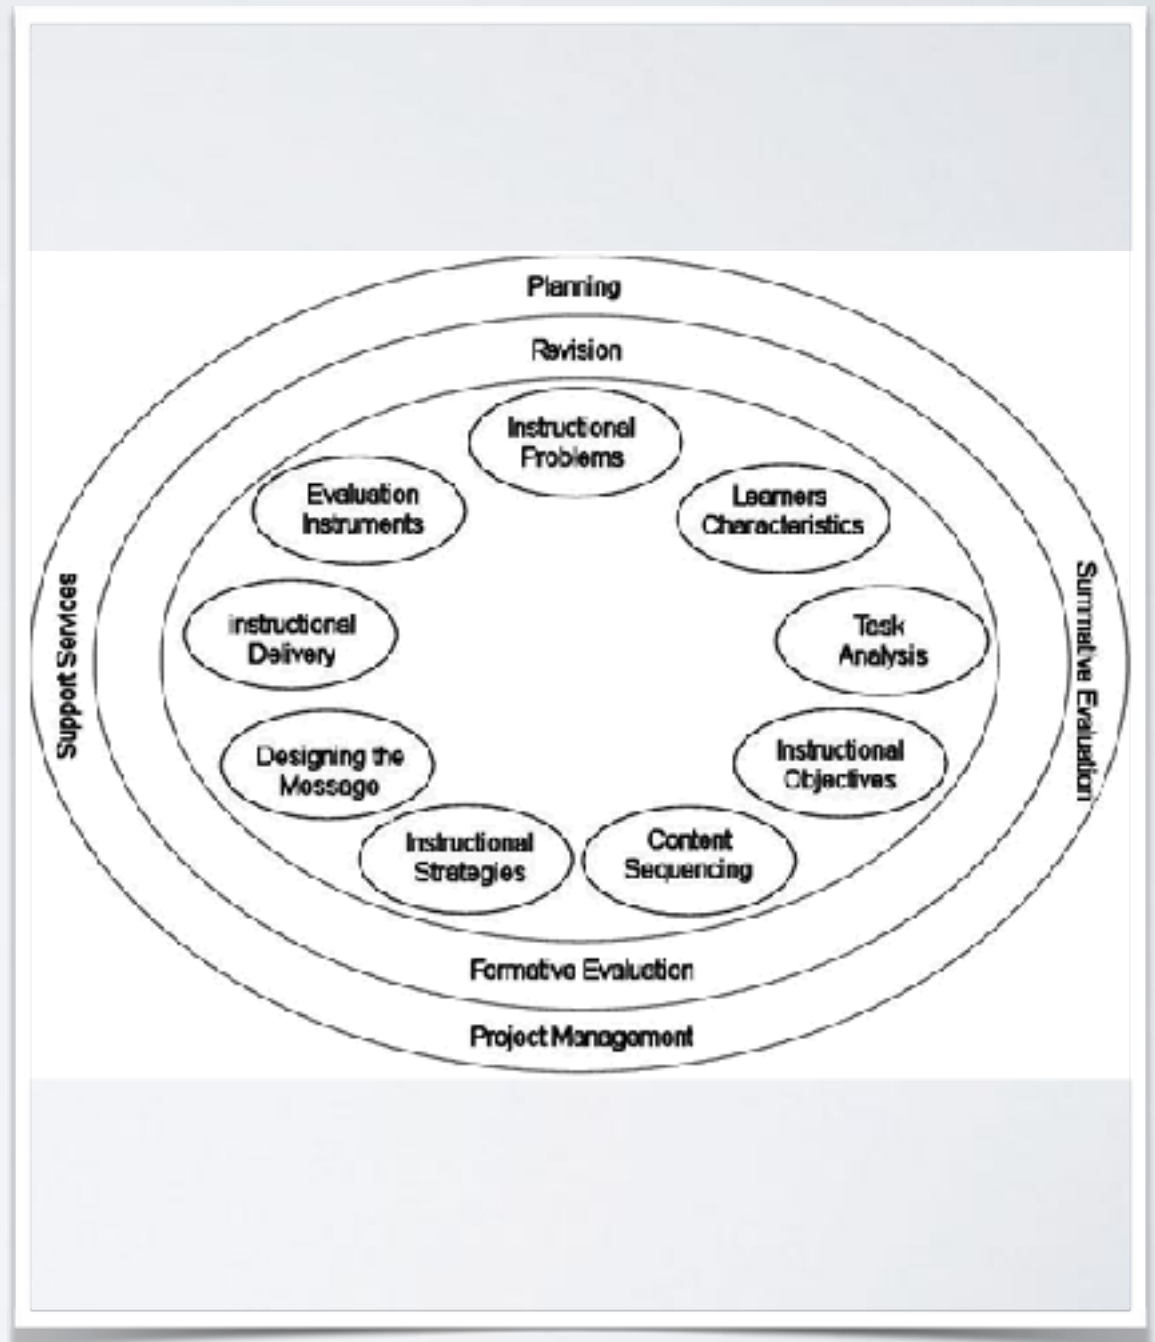 Planning
Revision
Instructional
Problems
Evaluation
Instruments
Learners
Characteristics
instructional
Delivery
Task
Analysis
Support Services
Summative Evaluation
Designing the
Message
Instructional
Objectives
Instructional
Strategies
Content
Sequencing
Formative Evaluation
Project Management